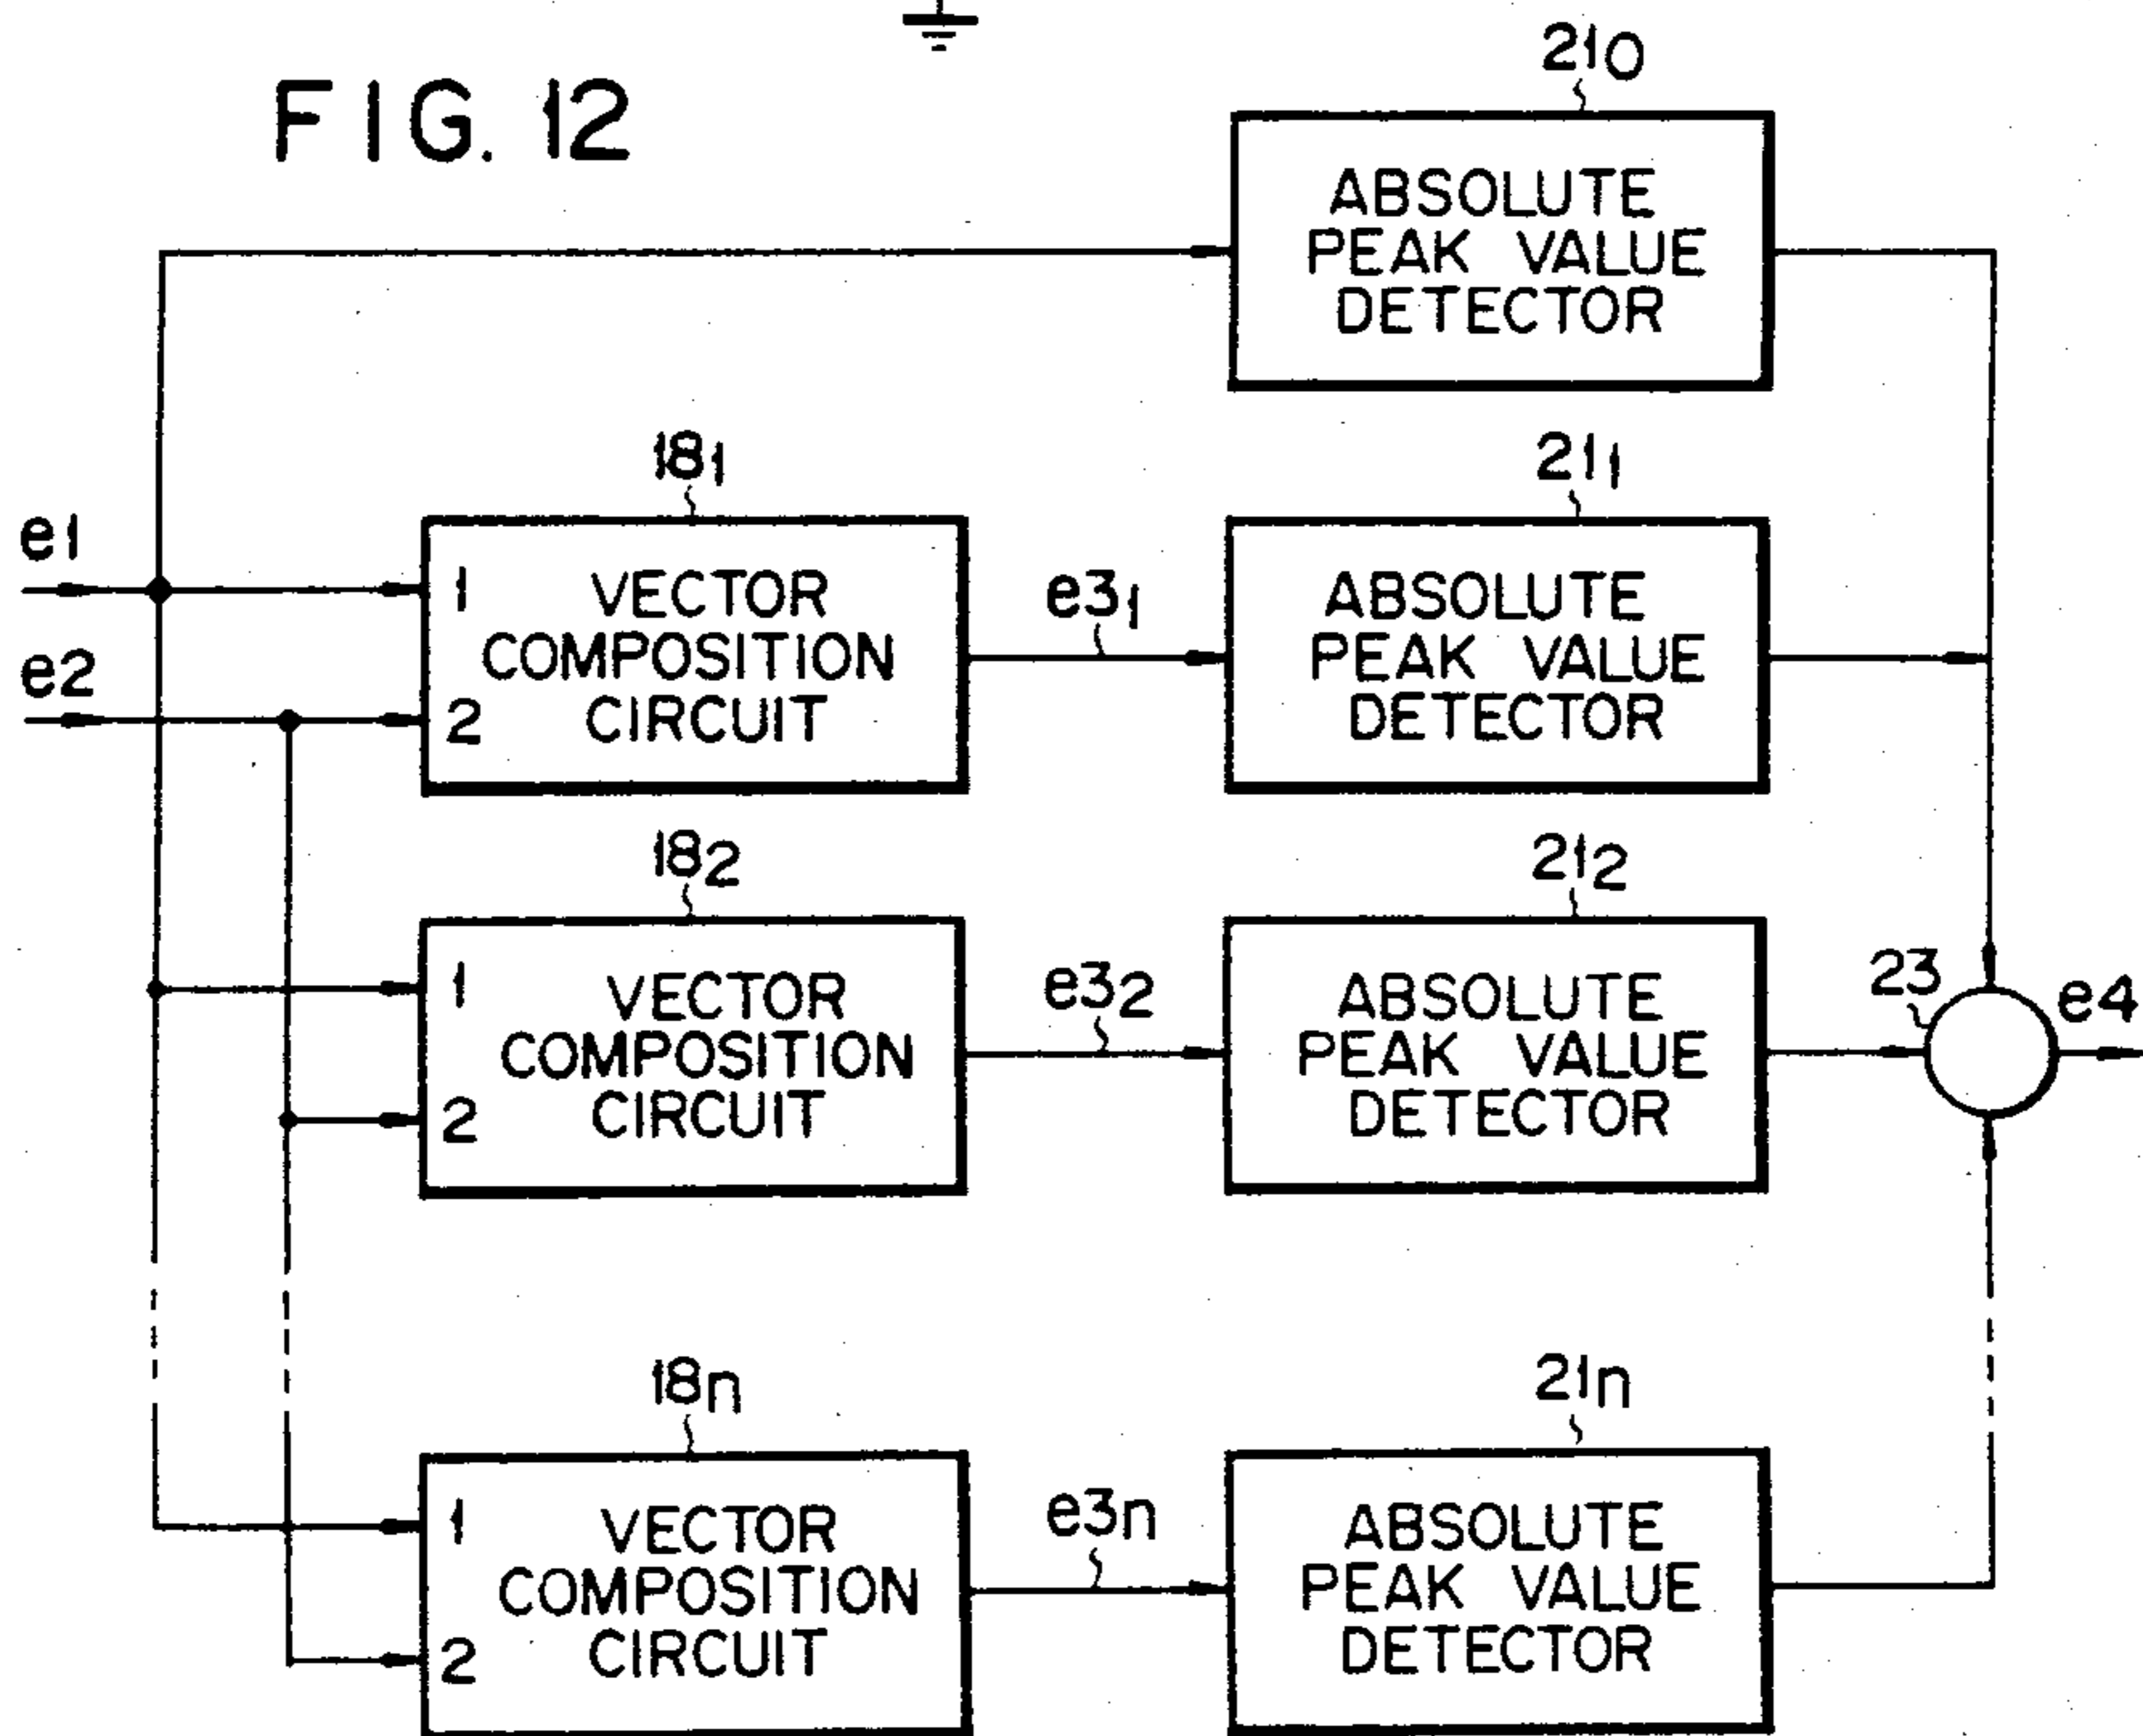 FIG. 12
21₀
ABSOLUTE
PEAK VALUE
DETECTOR
18₁
21₁
e1
e2
1
2
VECTOR
COMPOSITION
CIRCUIT
e3₁
ABSOLUTE
PEAK VALUE
DETECTOR
18₂
21₂
1
2
VECTOR
COMPOSITION
CIRCUIT
e3₂
ABSOLUTE
PEAK VALUE
DETECTOR
23
e4
18n
21n
1
2
VECTOR
COMPOSITION
CIRCUIT
e3n
ABSOLUTE
PEAK VALUE
DETECTOR